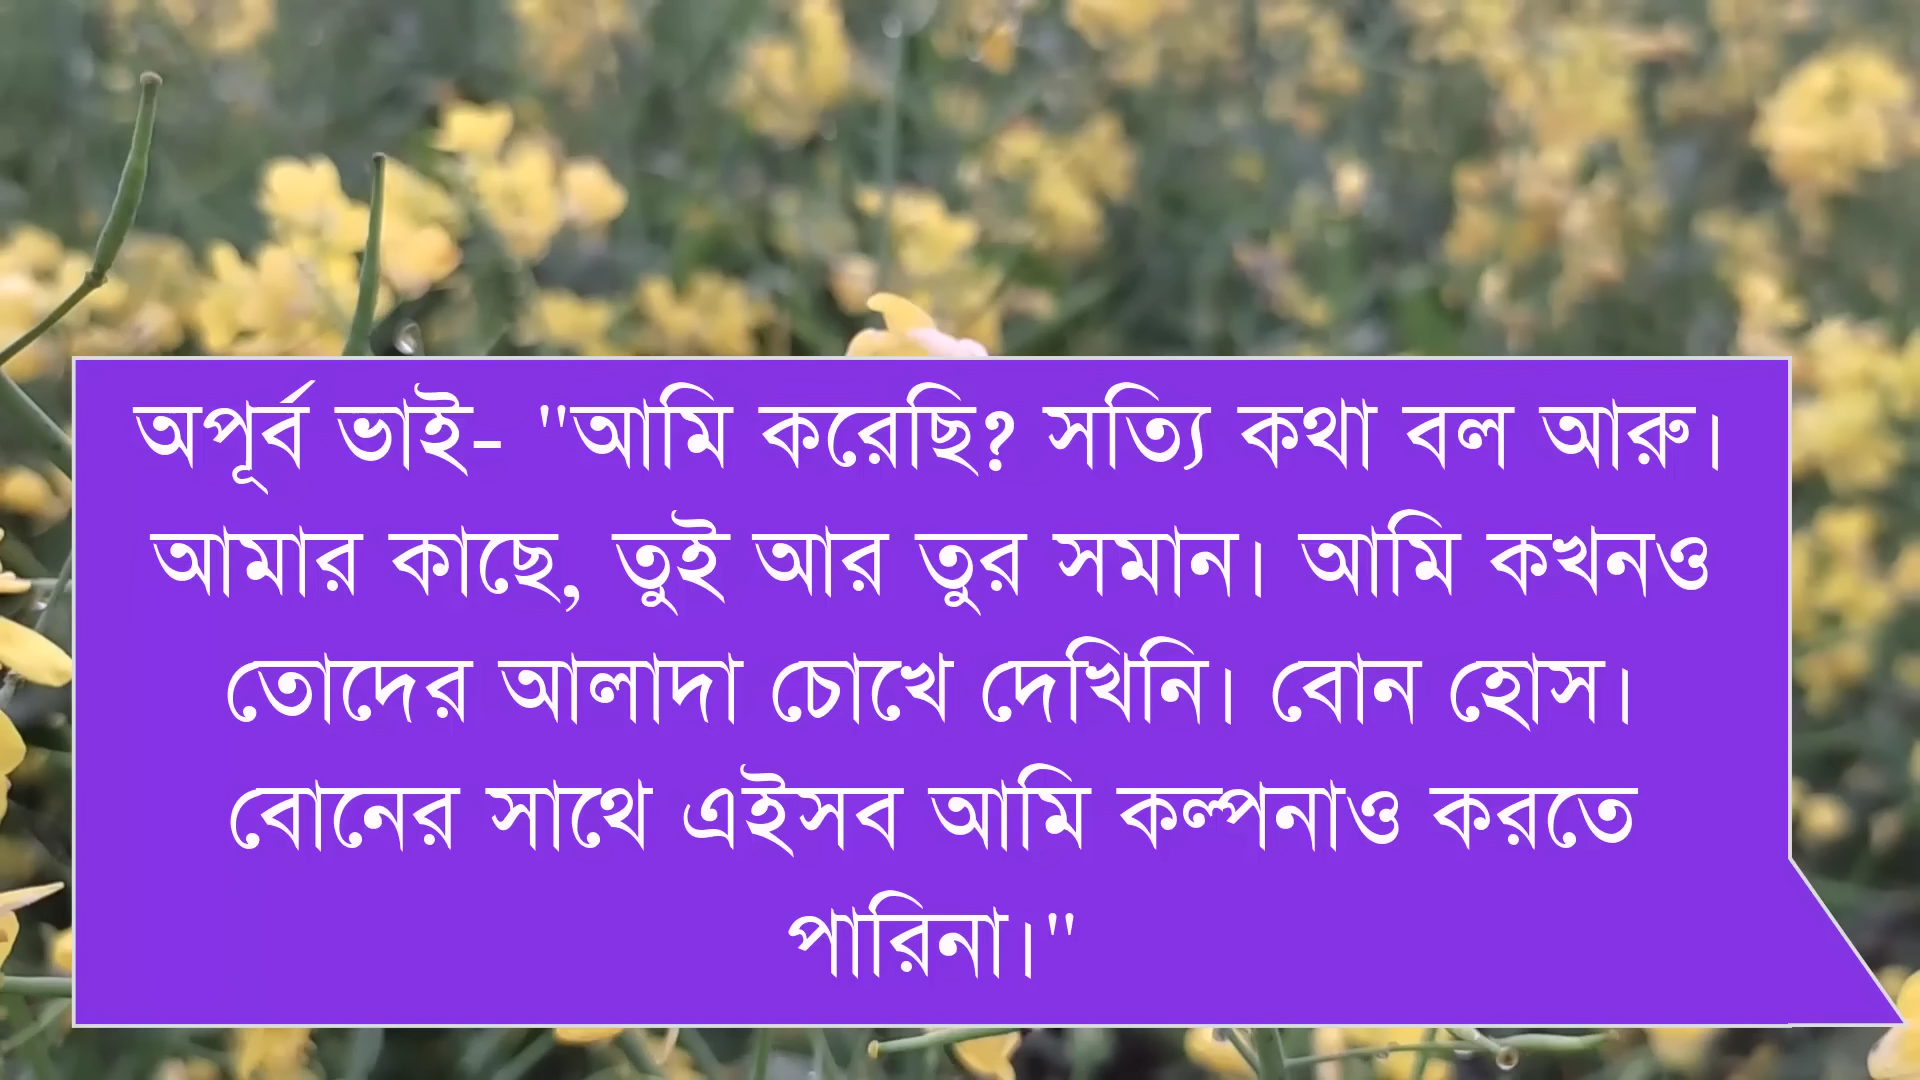 অপূর্ব ভাই- "আমি করেছি? সত্যি কথা বল আরু।
আমার কাছে, তুই আর তুর সমান। আমি কখনও
তোদের আলাদা চোখে দেখিনি। বোন হোস।
বোনের সাথে এইসব আমি কল্পনাও করতে
পারিনা।"